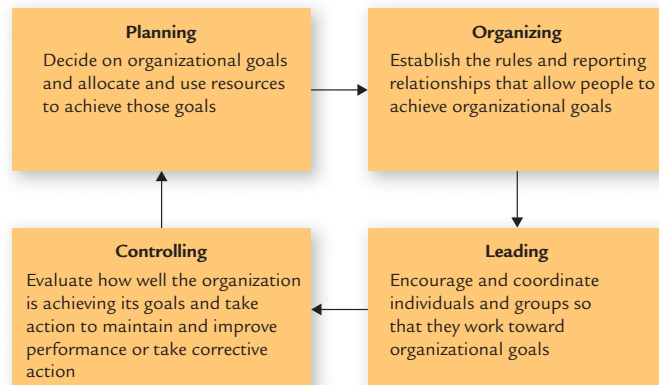 Planning
Decide on organizational goals
and allocate and use resources
to achieve those goals
Organizing
Establish the rules and reporting
relationships that allow people to
achieve organizational goals
Controlling
Evaluate how well the organization
is achieving its goals and take
action to maintain and improve
performance or take corrective
action
Leading
Encourage and coordinate
individuals and groups so
that they work toward
organizational goals